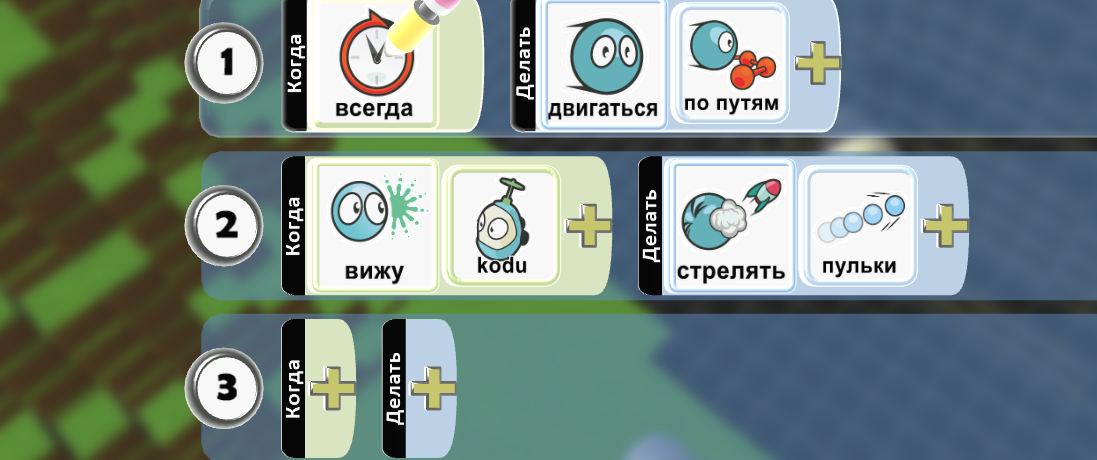 1
Когда
всегда
Делать
двигаться
по путям
2
Когда
вижу
kodu
Делать
стрелять
пульки
3
Когда
Делать